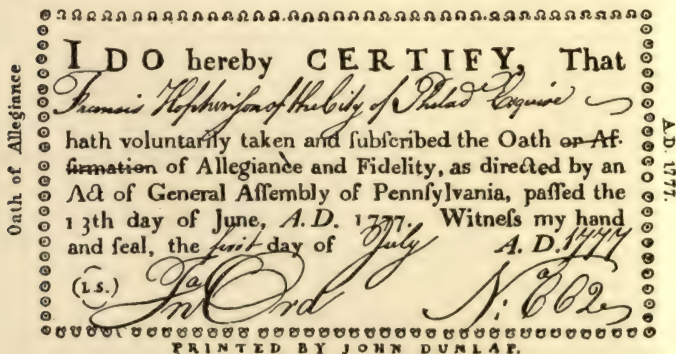 I DO hereby CERTIFY, That
Francis Hopkinson of the City of Philadᵉ Esquire
hath voluntarily taken and ſubſcribed the Oath or Af-
firmation of Allegiance and Fidelity, as directed by an
Act of General Aſſembly of Pennſylvania, paſſed the
13th day of June, A. D. 1777. Witneſs my hand
and ſeal, the first day of July A. D. 1777
(L.S.) Jnᵃ Ord Nᵒ:
PRINTED BY JOHN DUNLAP.
Oath of Allegiance
A.D. 1777.